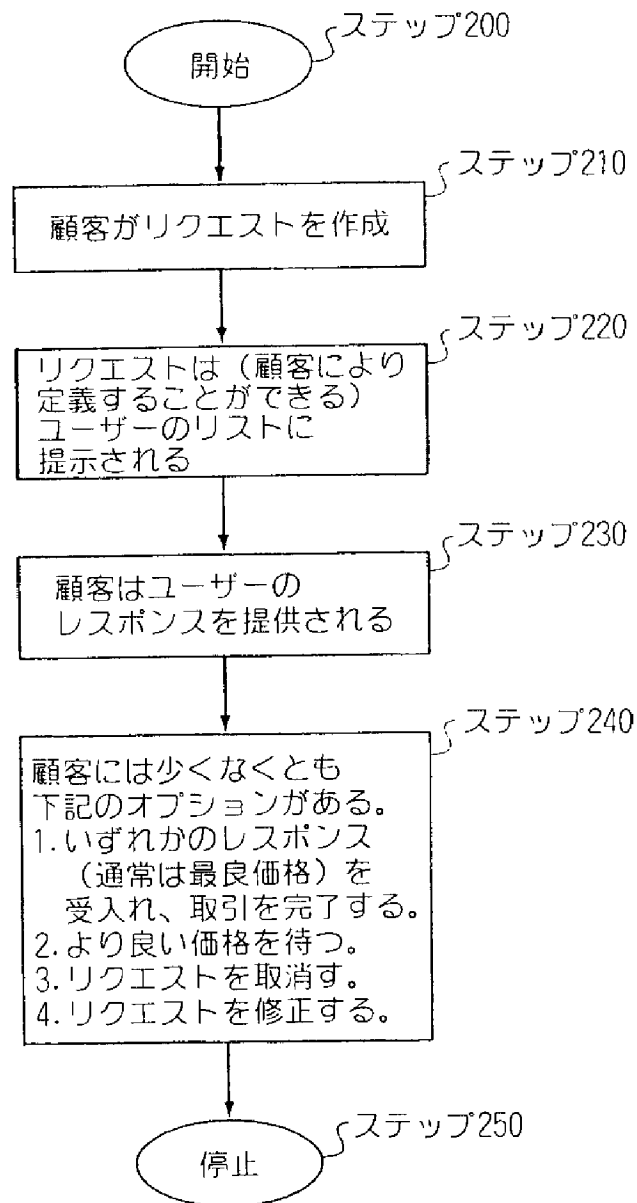 ステップ200
開始
ステップ210
顧客がリクエストを作成
ステップ220
リクエストは（顧客により
定義することができる）
ユーザーのリストに
提示される
ステップ230
顧客はユーザーの
レスポンスを提供される
ステップ240
顧客には少くなくとも
下記のオプションがある。
1.いずれかのレスポンス
（通常は最良価格）を
受入れ、取引を完了する。
2.より良い価格を待つ。
3.リクエストを取消す。
4.リクエストを修正する。
ステップ250
停止